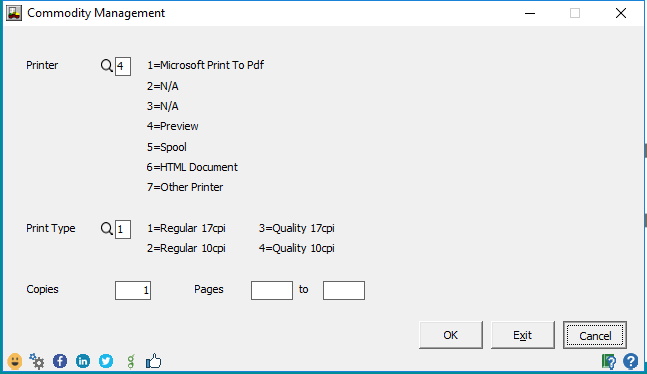 Commodity Management
Printer 4 1=Microsoft Print To Pdf
2=N/A
3=N/A
4=Preview
5=Spool
6=HTML Document
7=Other Printer
Print Type 1 1=Regular 17cpi 3=Quality 17cpi
2=Regular 10cpi 4=Quality 10cpi
Copies 1 Pages to
OK Exit Cancel